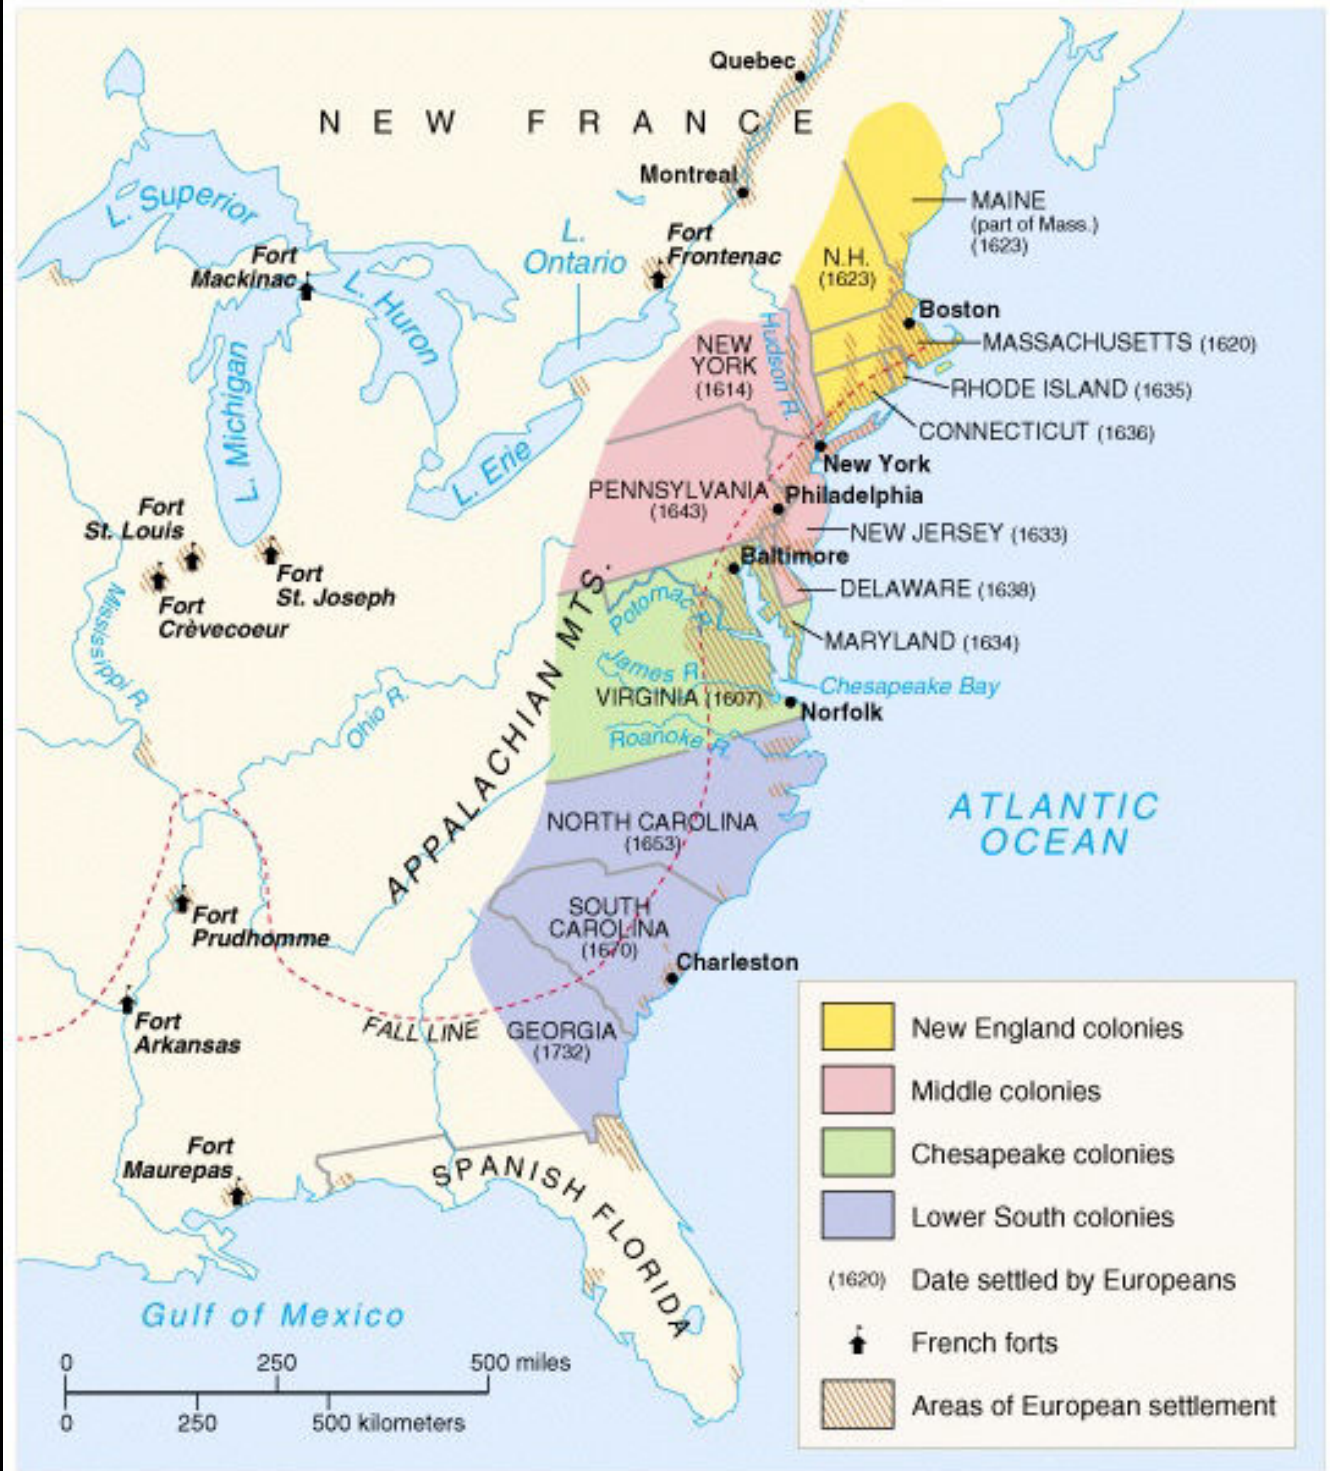 Quebec
NEW FRANCE
Montreal
L. Superior
MAINE
(part of Mass.)
(1623)
L.
Ontario
Fort
Frontenac
Fort
Mackinac
N.H.
(1623)
L. Huron
Boston
Hudson R.
MASSACHUSETTS (1620)
NEW
YORK
(1614)
L. Michigan
RHODE ISLAND (1635)
CONNECTICUT (1636)
L. Erie
New York
PENNSYLVANIA
(1643)
Philadelphia
Fort
St. Louis
NEW JERSEY (1633)
Baltimore
Fort
St. Joseph
DELAWARE (1638)
Fort
Crèvecoeur
Mississippi R.
Potomac R.
MARYLAND (1634)
James R.
Chesapeake Bay
VIRGINIA (1607)
Norfolk
Ohio R.
Roanoke R.
APPALACHIAN MTS.
ATLANTIC
OCEAN
NORTH CAROLINA
(1653)
Fort
Prudhomme
SOUTH
CAROLINA
(1670)
Charleston
Fort
Arkansas
FALL LINE
GEORGIA
(1732)
Fort
Maurepas
SPANISH FLORIDA
Gulf of Mexico
0 250 500 miles
0 250 500 kilometers
New England colonies
Middle colonies
Chesapeake colonies
Lower South colonies
(1620) Date settled by Europeans
French forts
Areas of European settlement